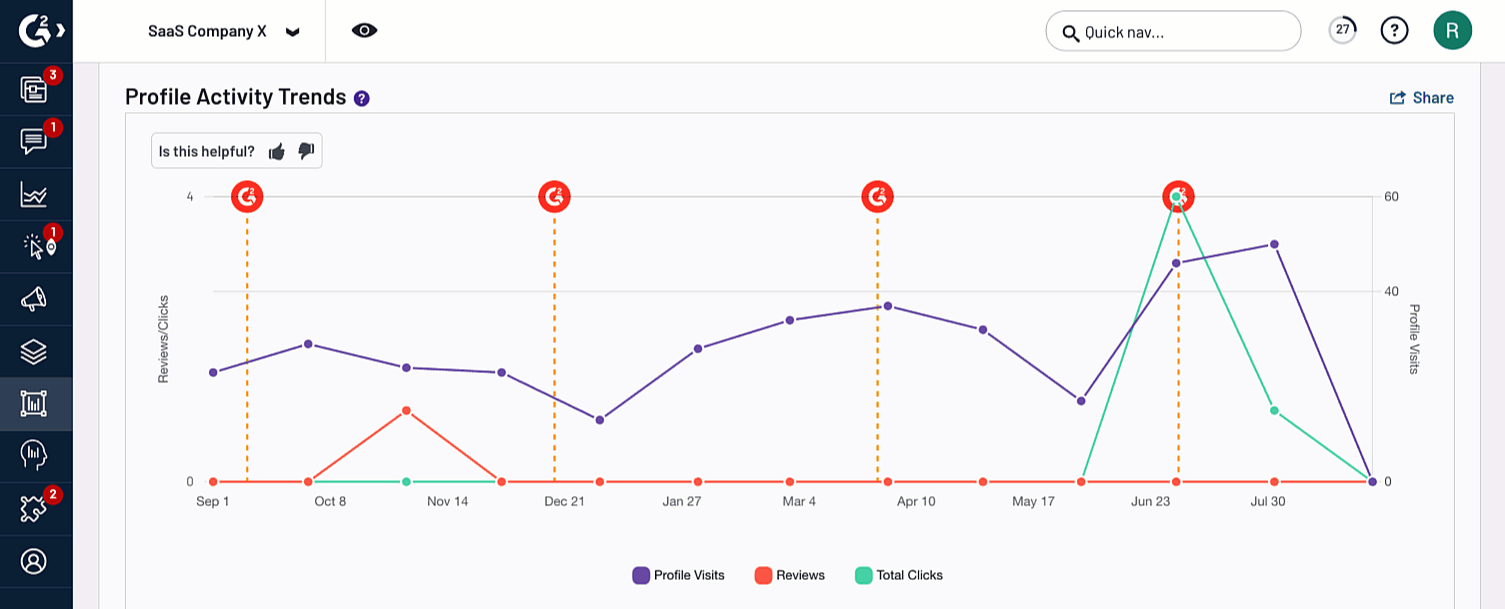 SaaS Company X
Quick nav...
27
?
R
3
1
1
2
Profile Activity Trends ?
Share
Is this helpful?
4
60
40
0
0
Reviews/Clicks
Profile Visits
Sep 1 Oct 8 Nov 14 Dec 21 Jan 27 Mar 4 Apr 10 May 17 Jun 23 Jul 30
Profile Visits Reviews Total Clicks